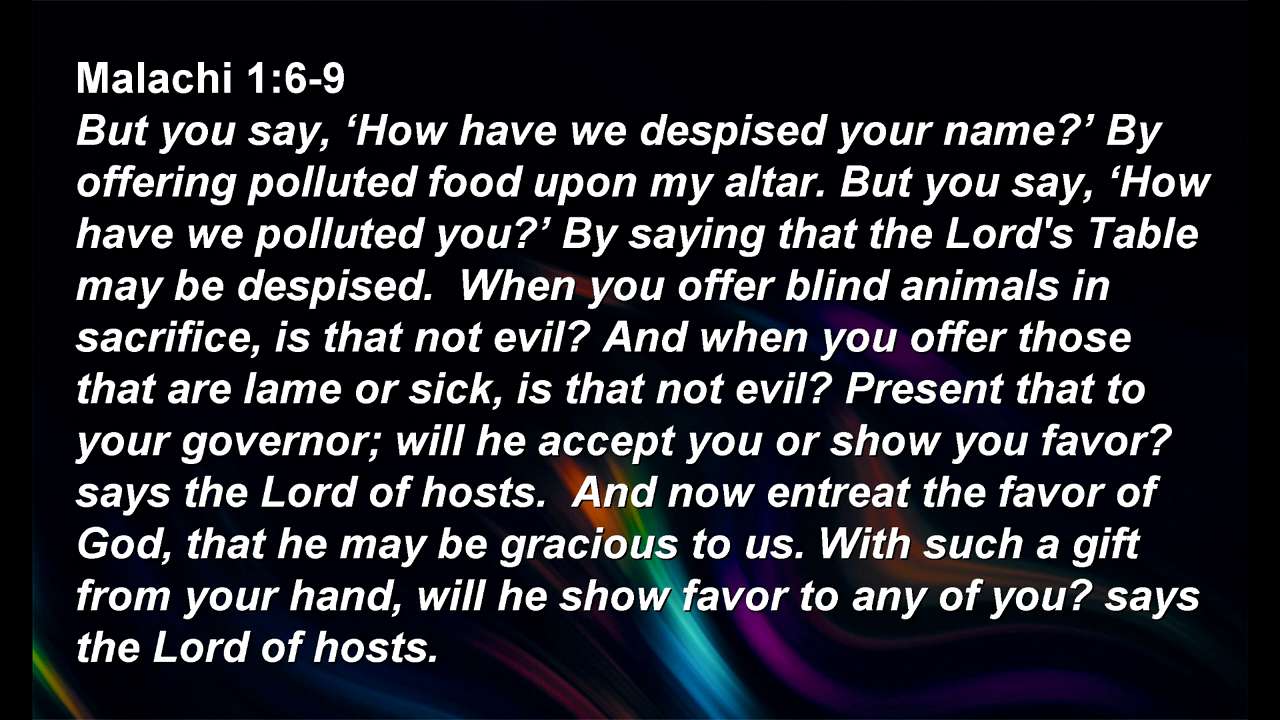 Malachi 1:6-9
But you say, ‘How have we despised your name?’ By
offering polluted food upon my altar. But you say, ‘How
have we polluted you?’ By saying that the Lord's Table
may be despised.  When you offer blind animals in
sacrifice, is that not evil? And when you offer those
that are lame or sick, is that not evil? Present that to
your governor; will he accept you or show you favor?
says the Lord of hosts.  And now entreat the favor of
God, that he may be gracious to us. With such a gift
from your hand, will he show favor to any of you? says
the Lord of hosts.